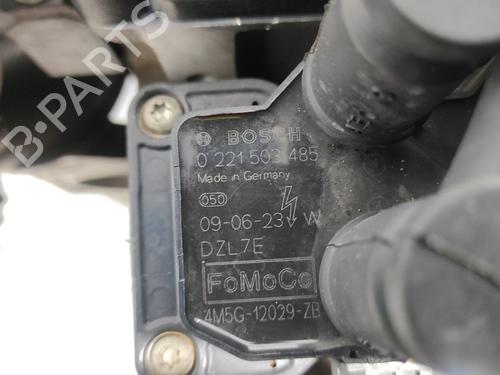 BOSCH
0 221 503 485
Made in Germany
050
09-06-23 W
DZL7E
FoMoCo
4M5G-12029-ZB
B-PARTS